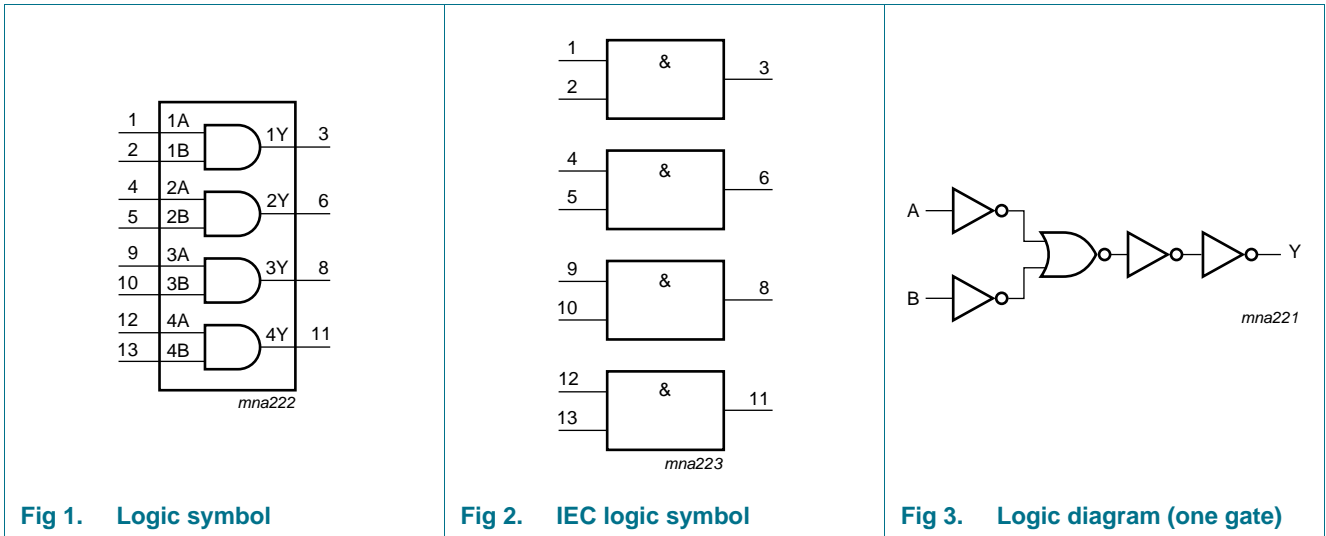 1 1A 1Y 3
2 1B
4 2A 2Y 6
5 2B
9 3A 3Y 8
10 3B
12 4A 4Y 11
13 4B
mna222
Fig 1. Logic symbol
1 & 3
2
4 & 6
5
9 & 8
10
12 & 11
13
mna223
Fig 2. IEC logic symbol
A
Y
B
mna221
Fig 3. Logic diagram (one gate)